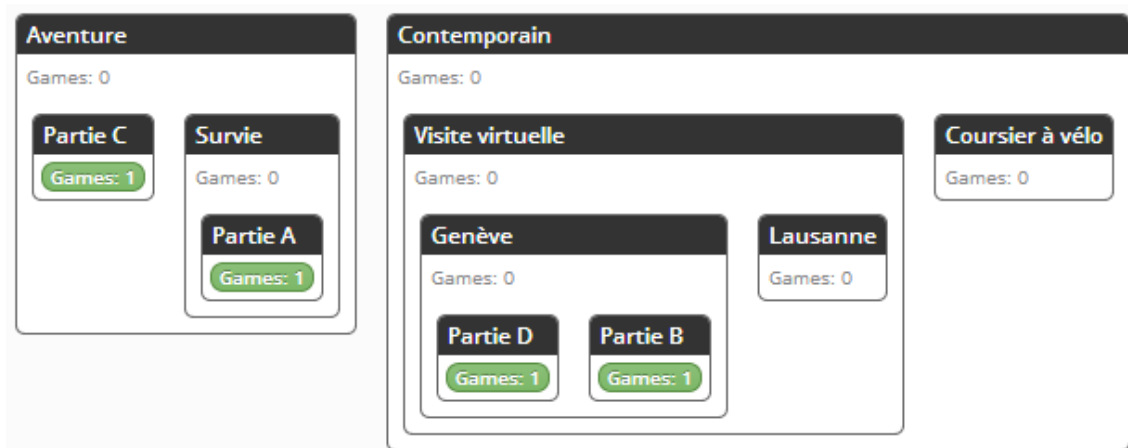 Aventure
Games: 0
Partie C
Games: 1
Survie
Games: 0
Partie A
Games: 1
Contemporain
Games: 0
Visite virtuelle
Games: 0
Genève
Games: 0
Partie D
Games: 1
Partie B
Games: 1
Lausanne
Games: 0
Coursier à vélo
Games: 0